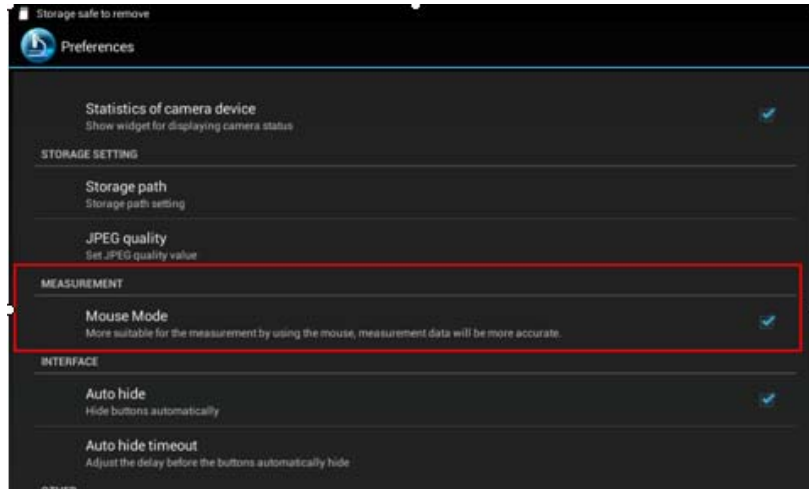 Storage safe to remove
Preferences
Statistics of camera device
Show widget for displaying camera status
STORAGE SETTING
Storage path
Storage path setting
JPEG quality
Set JPEG quality value
MEASUREMENT
Mouse Mode
More suitable for the measurement by using the mouse, measurement data will be more accurate.
INTERFACE
Auto hide
Hide buttons automatically
Auto hide timeout
Adjust the delay before the buttons automatically hide